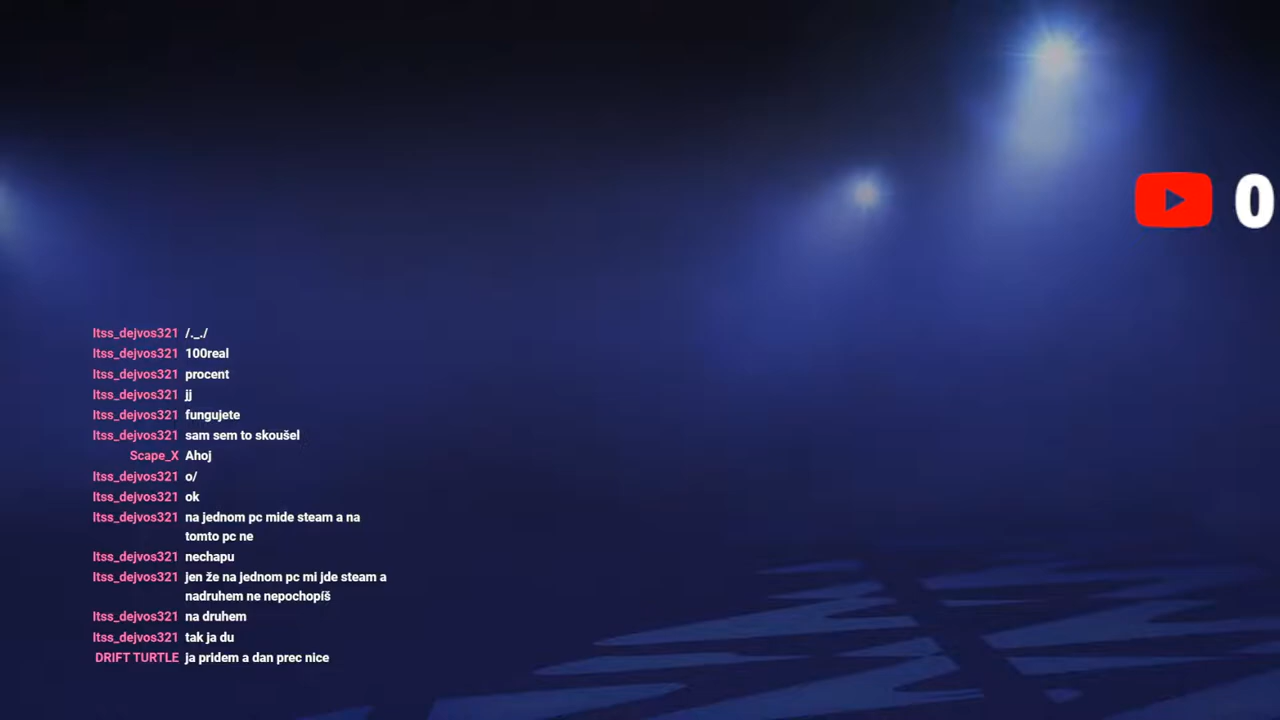 Itss_dejvos321 /._./
Itss_dejvos321 100real
Itss_dejvos321 procent
Itss_dejvos321 jj
Itss_dejvos321 fungujete
Itss_dejvos321 sam sem to skoušel
Scape_X Ahoj
Itss_dejvos321 o/
Itss_dejvos321 ok
Itss_dejvos321 na jednom pc mide steam a na
tomto pc ne
Itss_dejvos321 nechapu
Itss_dejvos321 jen že na jednom pc mi jde steam a
nadruhem ne nepochopíš
Itss_dejvos321 na druhem
Itss_dejvos321 tak ja du
DRIFT TURTLE ja pridem a dan prec nice
0